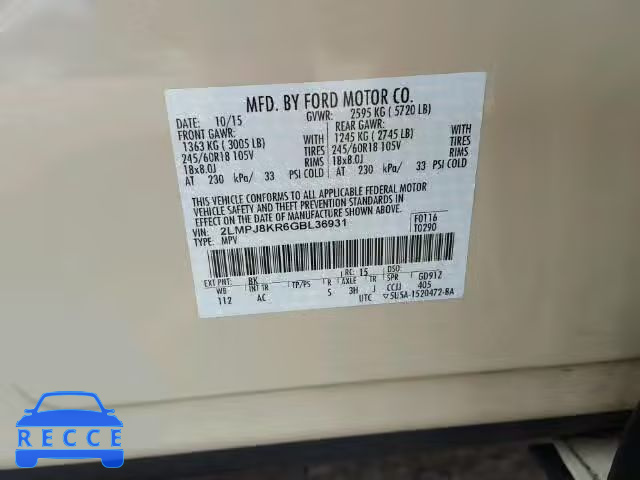 MFD. BY FORD MOTOR CO.
DATE: 10/15 GVWR: 2595 KG ( 5720 LB)
FRONT GAWR: REAR GAWR:
1363 KG ( 3005 LB) WITH 1245 KG ( 2745 LB) WITH
245/60R18 105V TIRES 245/60R18 105V TIRES
18x8.0J RIMS 18x8.0J RIMS
AT 230 kPa/ 33 PSI COLD AT 230 kPa/ 33 PSI COLD
THIS VEHICLE CONFORMS TO ALL APPLICABLE FEDERAL MOTOR
VEHICLE SAFETY AND THEFT PREVENTION STANDARDS IN
EFFECT ON THE DATE OF MANUFACTURE SHOWN ABOVE.
VIN: 2LMPJ8KR6GBL36931 F0116
TYPE: MPV T0290
EXT PNT: BX RC: 15 DSO:
WB INT TR TP/PS R AXLE TR SPR GD912
112 AC S 3H J CCJJ 405
UTC ▽5USA-1520472-BA
RECCE